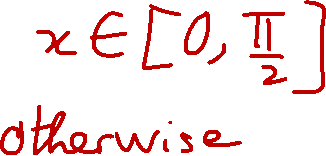 x ∈ [0, π/2]
otherwise